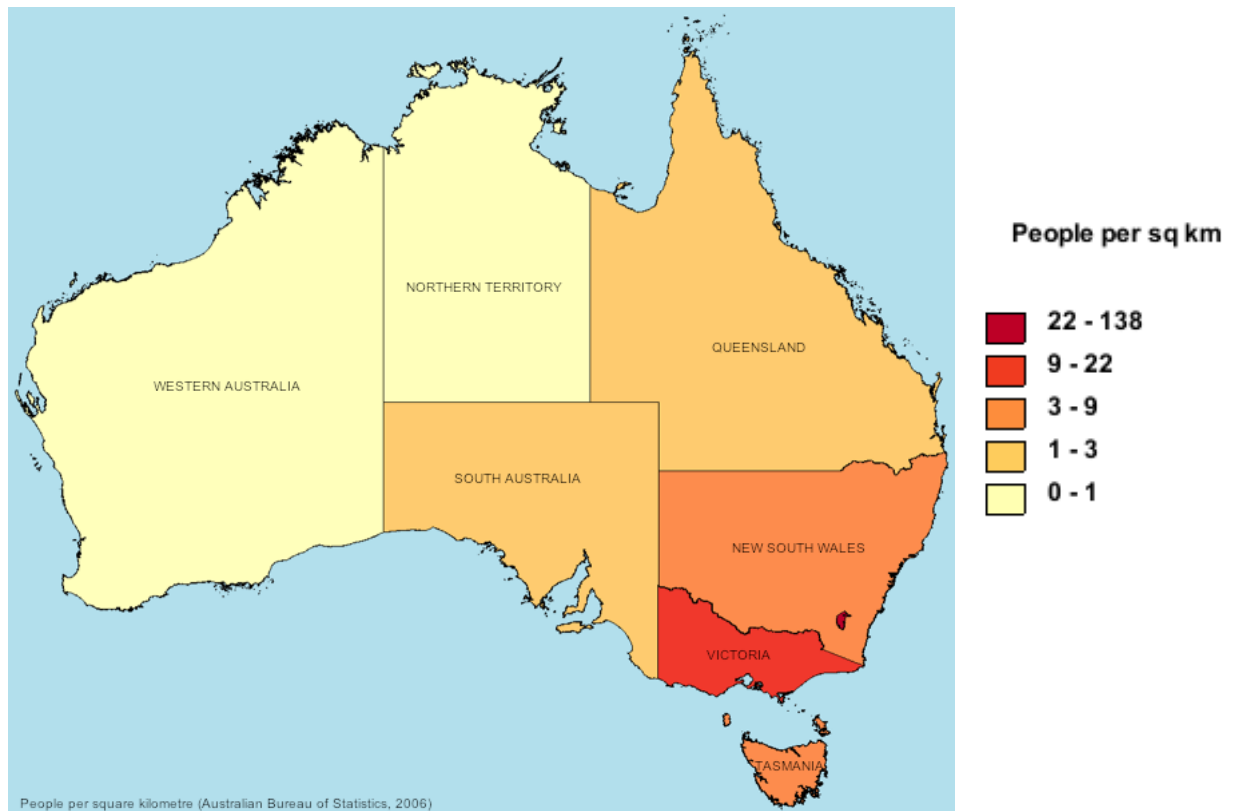 NORTHERN TERRITORY
QUEENSLAND
WESTERN AUSTRALIA
SOUTH AUSTRALIA
NEW SOUTH WALES
VICTORIA
TASMANIA
People per square kilometre (Australian Bureau of Statistics, 2006)
People per sq km
22 - 138
9 - 22
3 - 9
1 - 3
0 - 1